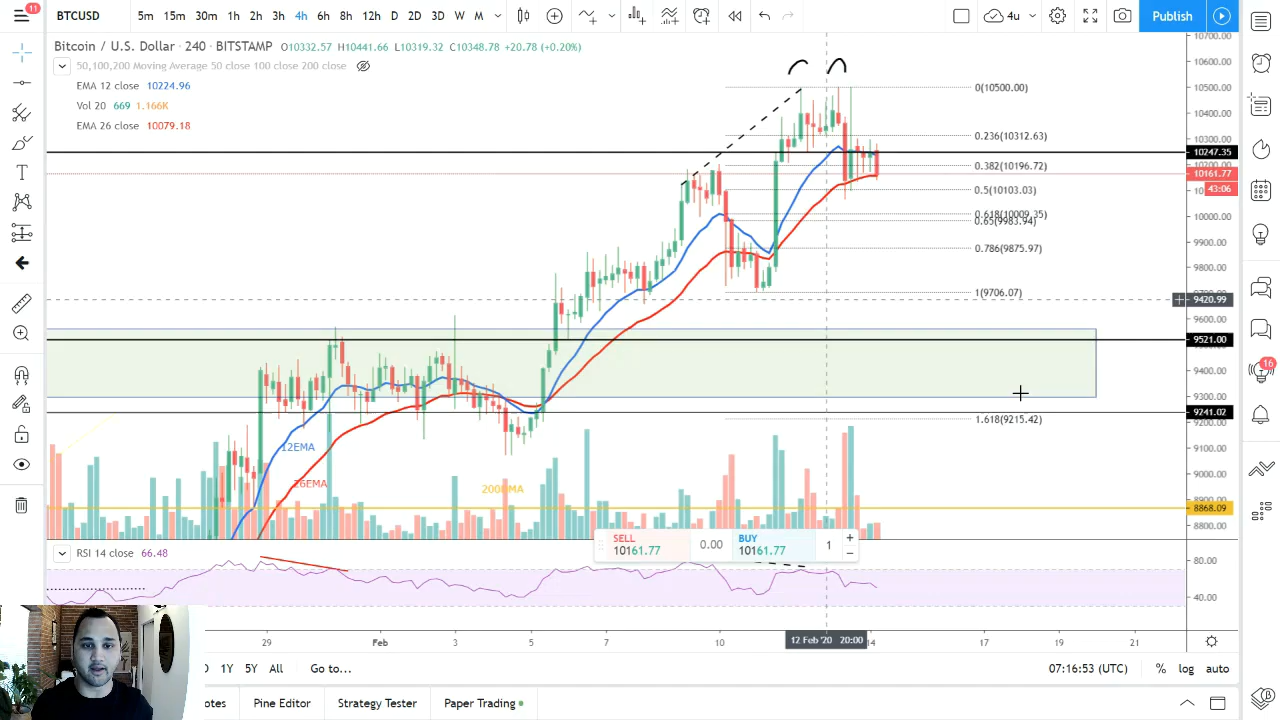 11
BTCUSD
5m 15m 30m 1h 2h 3h 4h 6h 8h 12h D 2D 3D W M
4u
Publish
Bitcoin / U.S. Dollar · 240 · BITSTAMP O10332.57 H10441.66 L10319.32 C10348.78 +20.78 (+0.20%)
50,100,200 Moving Average 50 close 100 close 200 close
EMA 12 close 10224.96
Vol 20 669 1.166K
EMA 26 close 10079.18
10700.00
10600.00
10500.00
10400.00
10300.00
10247.35
10161.77
43:06
10000.00
9900.00
9800.00
9700.00
9420.99
9600.00
9521.00
9400.00
9300.00
9241.02
9200.00
9100.00
9000.00
8900.00
8868.09
8800.00
0(10500.00)
0.236(10312.63)
0.382(10196.72)
0.5(10103.03)
0.618(10009.35)
0.65(9983.94)
0.786(9875.97)
1(9706.07)
1.618(9215.42)
12EMA
26EMA
SELL
10161.77
0.00
BUY
10161.77
1
RSI 14 close 66.48
80.00
40.00
29 Feb 3 5 7 10 12 Feb '20 20:00 14 17 19 21
1Y 5Y All Go to... 07:16:53 (UTC) % log auto
Pine Editor Strategy Tester Paper Trading
16